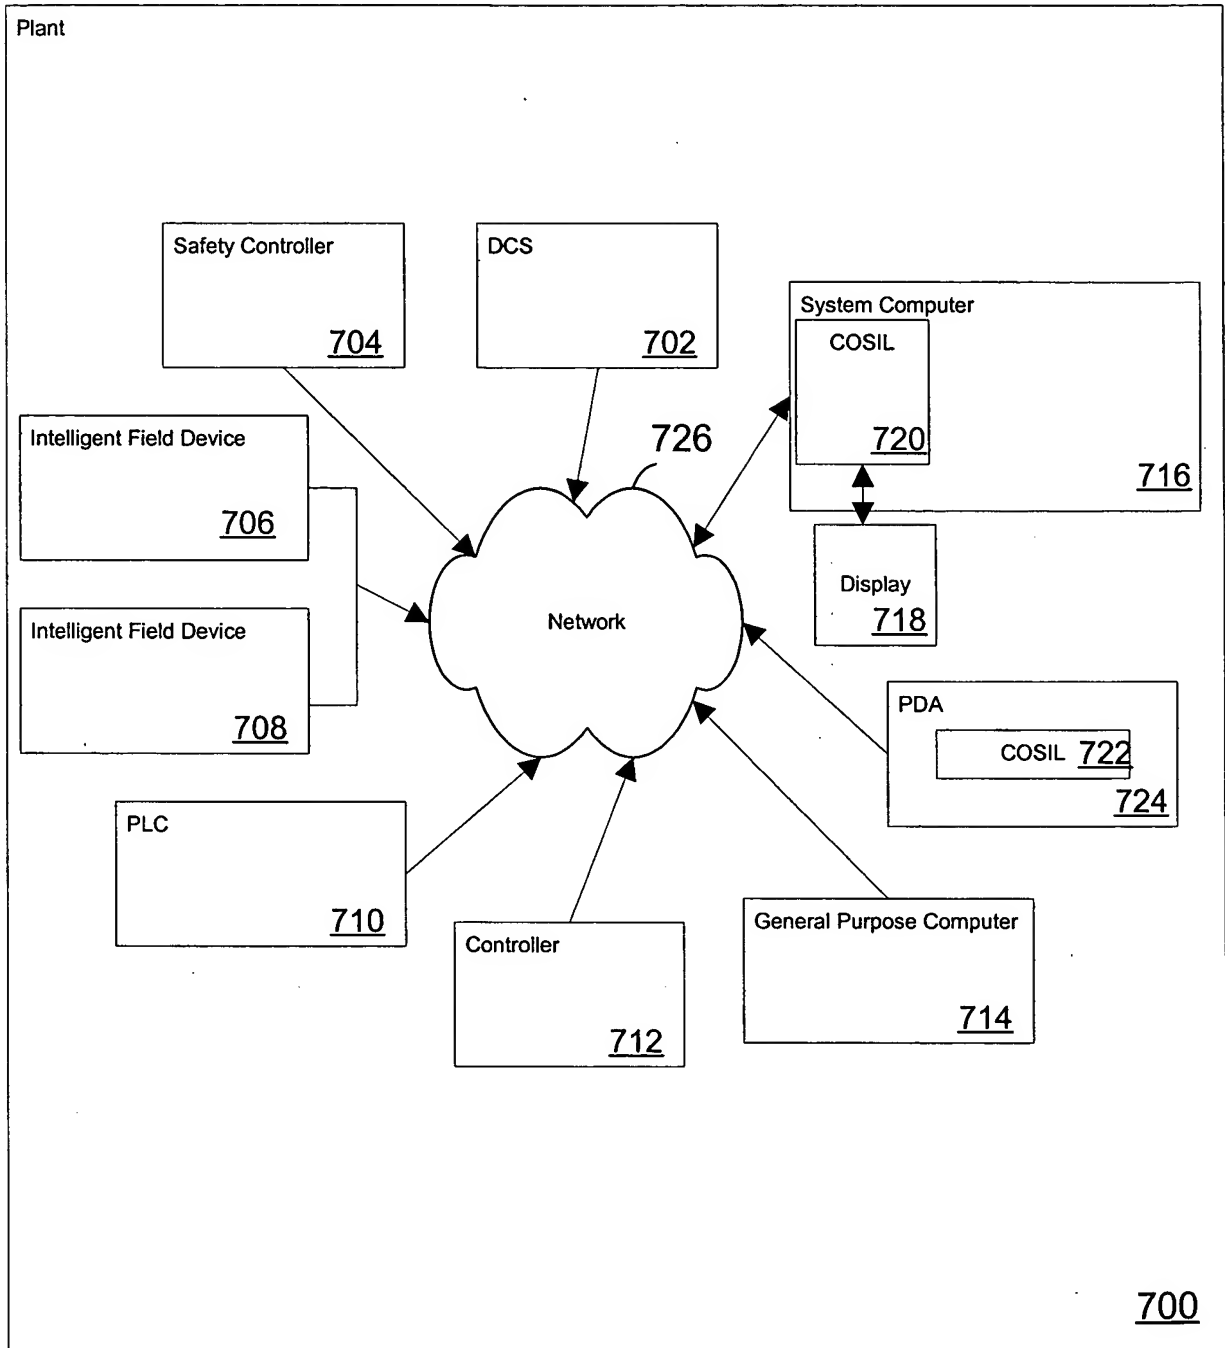 Plant
Safety Controller
704
DCS
702
System Computer
COSIL
720
716
Display
718
Intelligent Field Device
706
726
Intelligent Field Device
708
Network
PDA
COSIL 722
724
PLC
710
Controller
712
General Purpose Computer
714
700